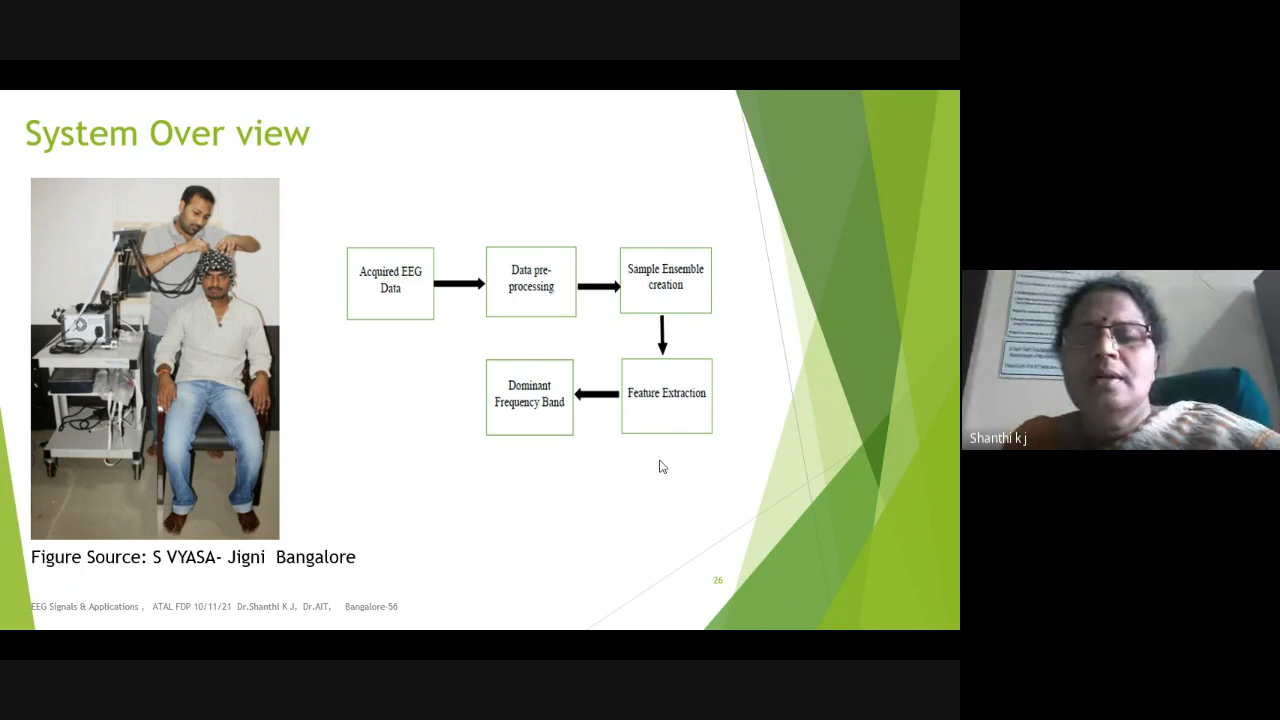 System Over view
Acquired EEG
Data
Data pre-
processing
Sample Ensemble
creation
Dominant
Frequency Band
Feature Extraction
Figure Source: S VYASA- Jigni Bangalore
26
EEG Signals & Applications , ATAL FDP 10/11/21 Dr.Shanthi K J, Dr.AIT, Bangalore-56
Shanthi k j